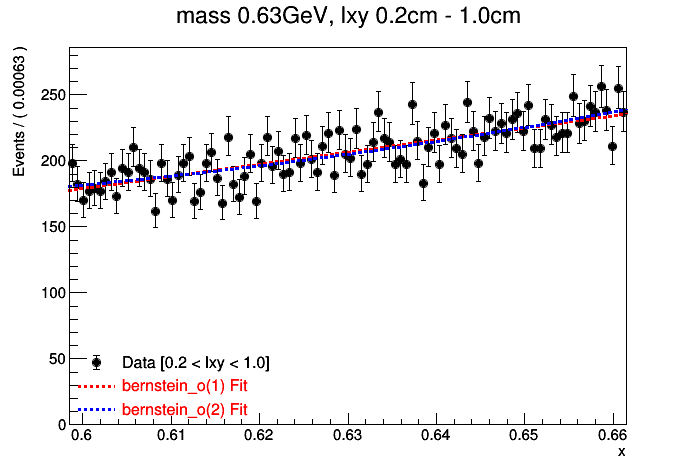 mass 0.63GeV, lxy 0.2cm - 1.0cm
Events / ( 0.00063 )
250
200
150
100
50
0
Data [0.2 < lxy < 1.0]
bernstein_o(1) Fit
bernstein_o(2) Fit
0.6 0.61 0.62 0.63 0.64 0.65 0.66
x